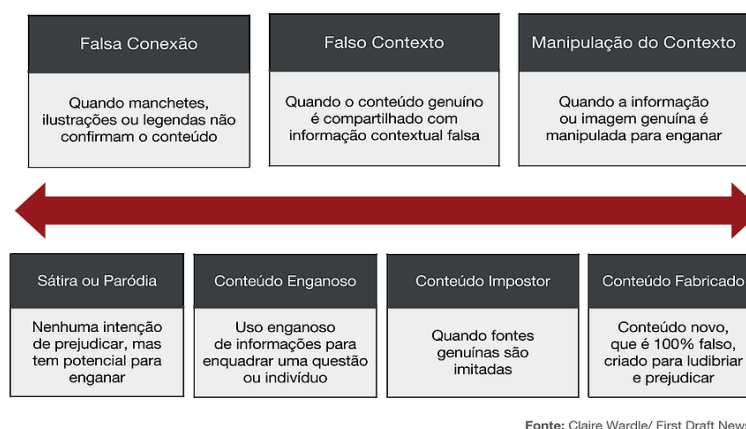 Falsa Conexão
Quando manchetes,
ilustrações ou legendas não
confirmam o conteúdo
Falso Contexto
Quando o conteúdo genuíno
é compartilhado com
informação contextual falsa
Manipulação do Contexto
Quando a informação
ou imagem genuína é
manipulada para enganar
Sátira ou Paródia
Nenhuma intenção
de prejudicar, mas
tem potencial para
enganar
Conteúdo Enganoso
Uso enganoso
de informações para
enquadrar uma questão
ou indivíduo
Conteúdo Impostor
Quando fontes
genuínas são
imitadas
Conteúdo Fabricado
Conteúdo novo,
que é 100% falso,
criado para ludibriar
e prejudicar
Fonte: Claire Wardle/ First Draft News